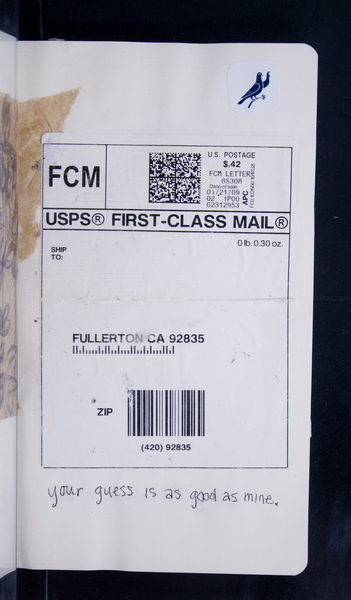 FCM
U.S. POSTAGE
$.42
FCM LETTER
85308
Date of sale
01/21/09
02 1P00
02312953
APC
USPS® FIRST-CLASS MAIL®
SHIP
TO:
0 lb. 0.30 oz.
FULLERTON CA 92835
ZIP
(420) 92835
your guess is as good as mine.